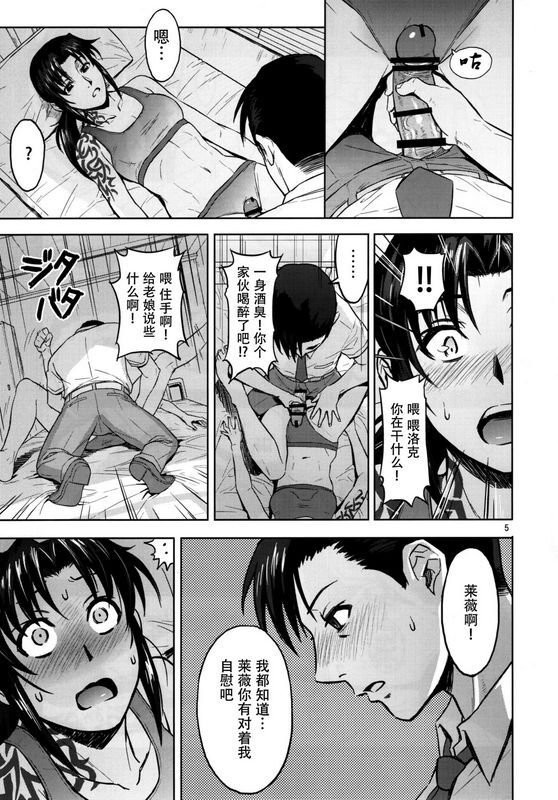 咕
嗯…
?
!!
喂 喂洛克
你在干什么!
……
一身酒臭!你个
家伙喝醉了吧!?
喂住手啊!
给老娘说些
什么啊!
ジタ
バタ
5
莱薇啊!
我都知道…
莱薇你有对着我
自慰吧